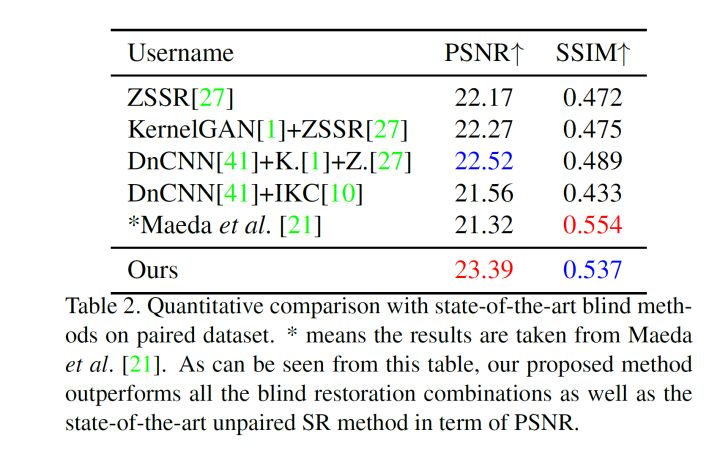 Username PSNR↑ SSIM↑
ZSSR[27] 22.17 0.472
KernelGAN[1]+ZSSR[27] 22.27 0.475
DnCNN[41]+K.[1]+Z.[27] 22.52 0.489
DnCNN[41]+IKC[10] 21.56 0.433
*Maeda et al. [21] 21.32 0.554
Ours 23.39 0.537
Table 2. Quantitative comparison with state-of-the-art blind meth-
ods on paired dataset. * means the results are taken from Maeda
et al. [21]. As can be seen from this table, our proposed method
outperforms all the blind restoration combinations as well as the
state-of-the-art unpaired SR method in term of PSNR.